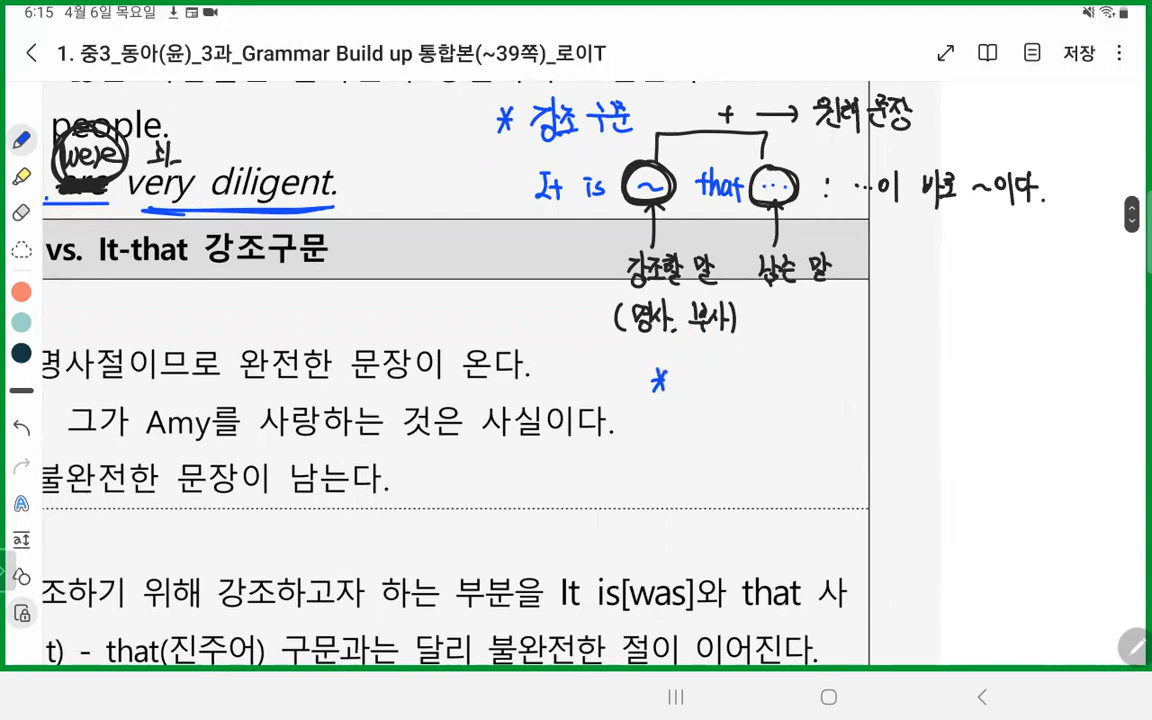 6:15 4월 6일 목요일
1. 중3_동아(윤)_3과_Grammar Build up 통합본(~39쪽)_로이T 저장
people.
* 강조 구문 + → 원래 문장
were
It is ~ that … : …이 바로 ~이다.
are very diligent.
vs. It-that 강조구문
강조할 말 남은 말
(명사, 부사)
명사절이므로 완전한 문장이 온다.
*
그가 Amy를 사랑하는 것은 사실이다.
불완전한 문장이 남는다.
조하기 위해 강조하고자 하는 부분을 It is[was]와 that 사
t) - that(진주어) 구문과는 달리 불완전한 절이 이어진다.